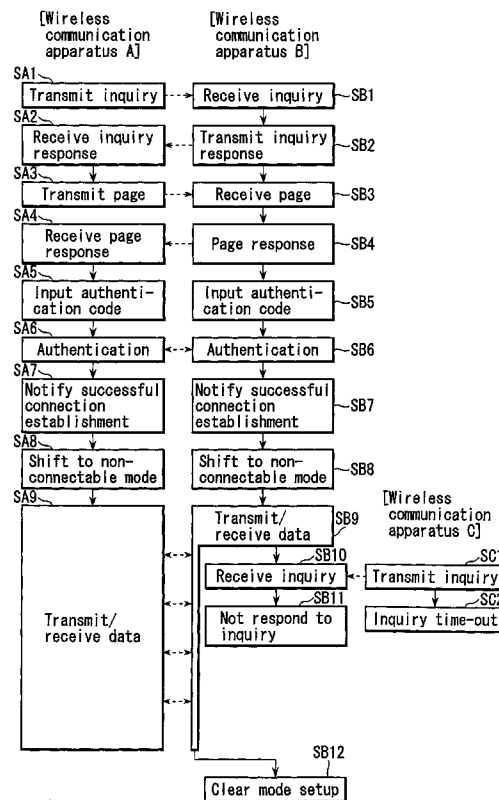 [Wireless
communication
apparatus A]
[Wireless
communication
apparatus B]
SA1
Transmit inquiry
Receive inquiry
SB1
SA2
Receive inquiry
response
Transmit inquiry
response
SB2
SA3
Transmit page
Receive page
SB3
SA4
Receive page
response
Page response
SB4
SA5
Input authenti-
cation code
Input authenti-
cation code
SB5
SA6
Authentication
Authentication
SB6
SA7
Notify successful
connection
establishment
Notify successful
connection
establishment
SB7
SA8
Shift to non-
connectable mode
Shift to non-
connectable mode
SB8
SA9
Transmit/
receive data
Transmit/
receive data
SB9
[Wireless
communication
apparatus C]
SB10
Receive inquiry
SC1
Transmit inquiry
SB11
Not respond to
inquiry
SC2
Inquiry time-out
SB12
Clear mode setup